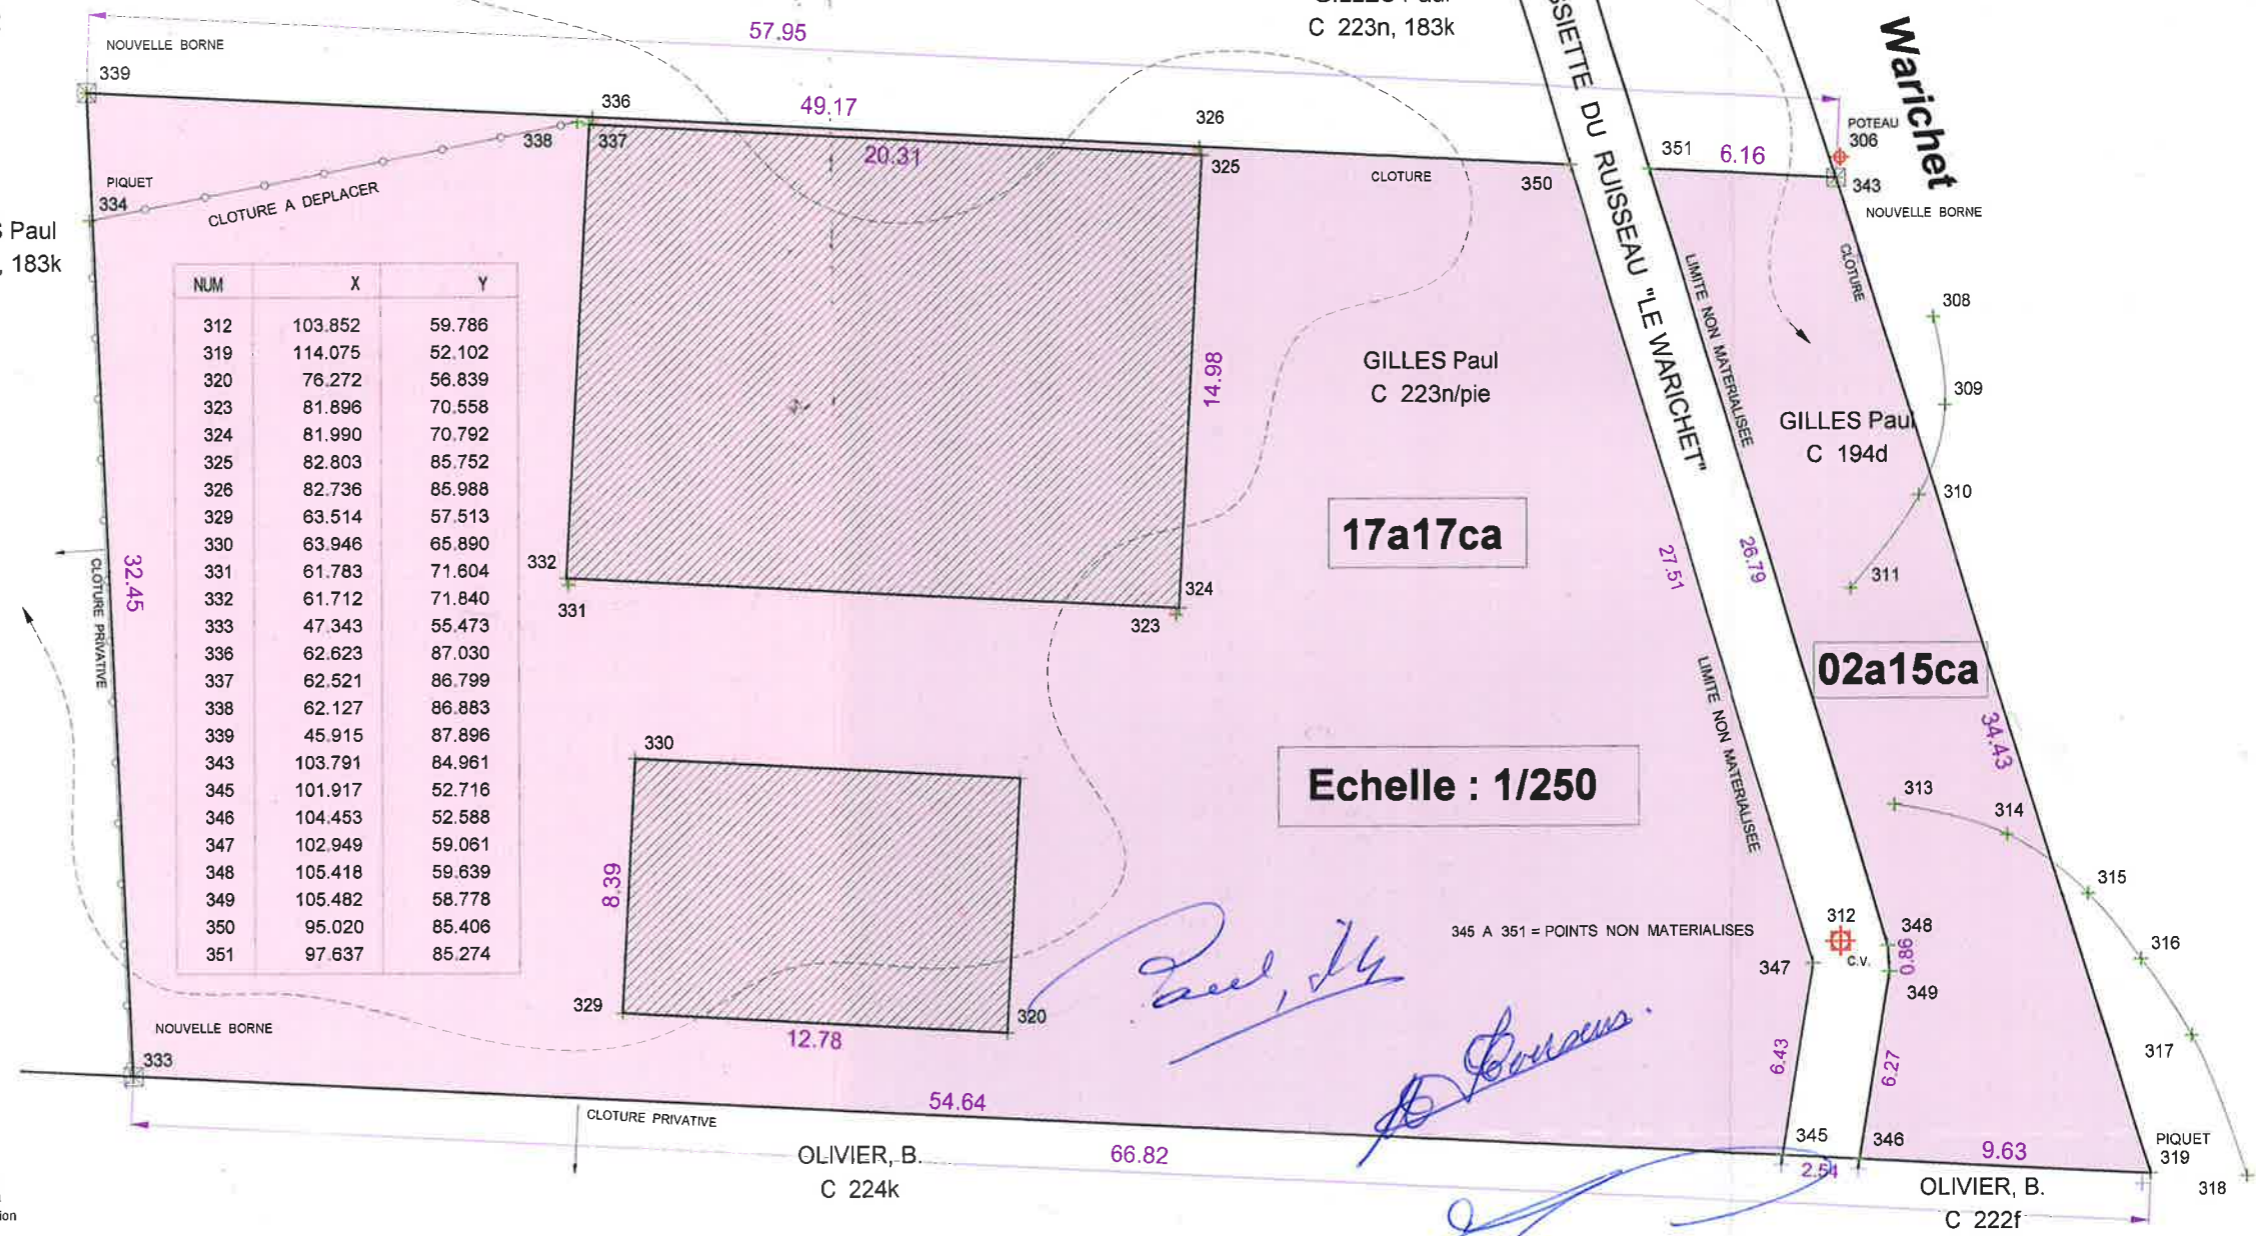 C 223n, 183k
57.95
NOUVELLE BORNE
339
336
49.17
326
337
338
20.31
325
CLOTURE
350
351
6.16
POTEAU
306
343
NOUVELLE BORNE
Warichet
DU RUISSEAU "LE WARICHET"
PIQUET
334
CLOTURE A DEPLACER
Paul
183k
NUM X Y
312 103.852 59.786
319 114.075 52.102
320 76.272 56.839
323 81.896 70.558
324 81.990 70.792
325 82.803 85.752
326 82.736 85.988
329 63.514 57.513
330 63.946 65.890
331 61.783 71.604
332 61.712 71.840
333 47.343 55.473
336 62.623 87.030
337 62.521 86.799
338 62.127 86.883
339 45.915 87.896
343 103.791 84.961
345 101.917 52.716
346 104.453 52.588
347 102.949 59.061
348 105.418 59.639
349 105.482 58.778
350 95.020 85.406
351 97.637 85.274
32.45
CLOTURE PRIVATIVE
332
331
14.98
324
323
GILLES Paul
C 223n/pie
17a17ca
LIMITE NON MATERIALISEE
CLOTURE
308
309
GILLES Paul
C 194d
310
311
27.51
26.79
02a15ca
LIMITE NON MATERIALISEE
34.43
Echelle : 1/250
330
8.39
329
12.78
320
313
314
315
316
317
318
345 A 351 = POINTS NON MATERIALISES
312
C.V.
348
0.86
347
349
6.43
6.27
NOUVELLE BORNE
333
CLOTURE PRIVATIVE
54.64
66.82
OLIVIER, B.
C 224k
345
346
2.54
9.63
PIQUET
319
OLIVIER, B.
C 222f